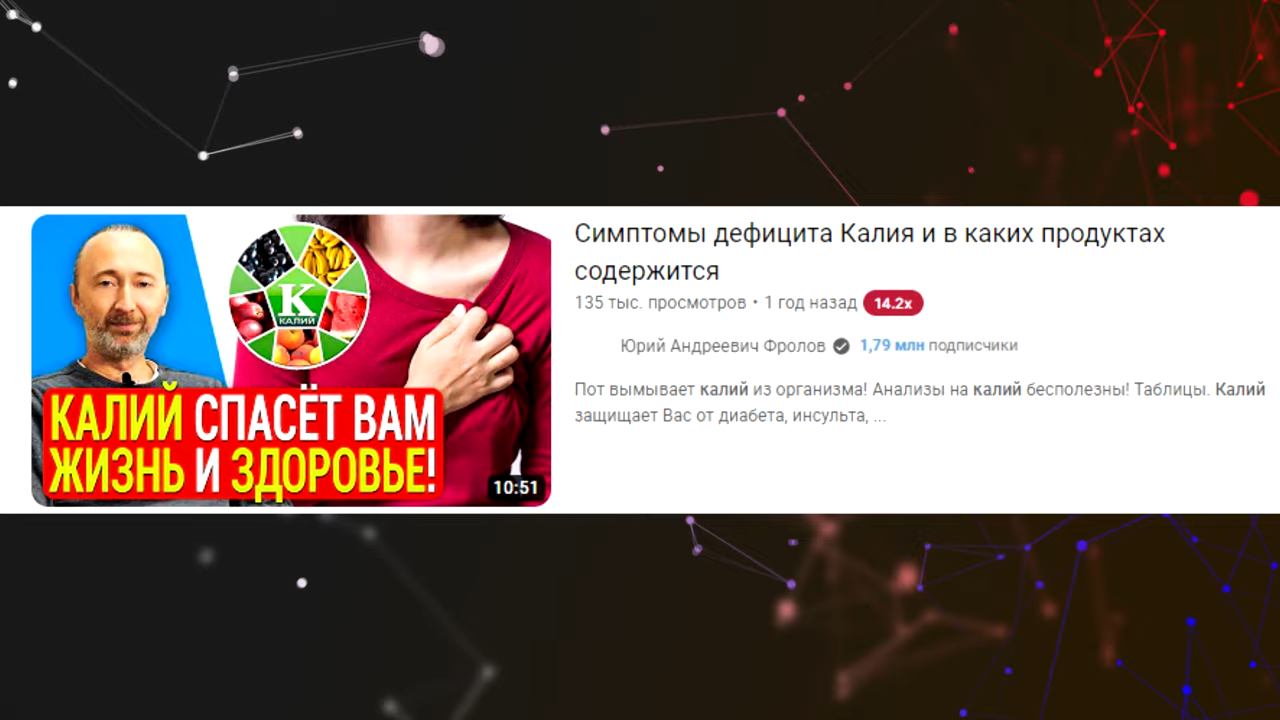 К
КАЛИЙ
КАЛИЙ СПАСЁТ ВАМ
ЖИЗНЬ И ЗДОРОВЬЕ!
10:51
Симптомы дефицита Калия и в каких продуктах
содержится
135 тыс. просмотров • 1 год назад 14.2x
Юрий Андреевич Фролов 1,79 млн подписчики
Пот вымывает калий из организма! Анализы на калий бесполезны! Таблицы. Калий
защищает Вас от диабета, инсульта, ...